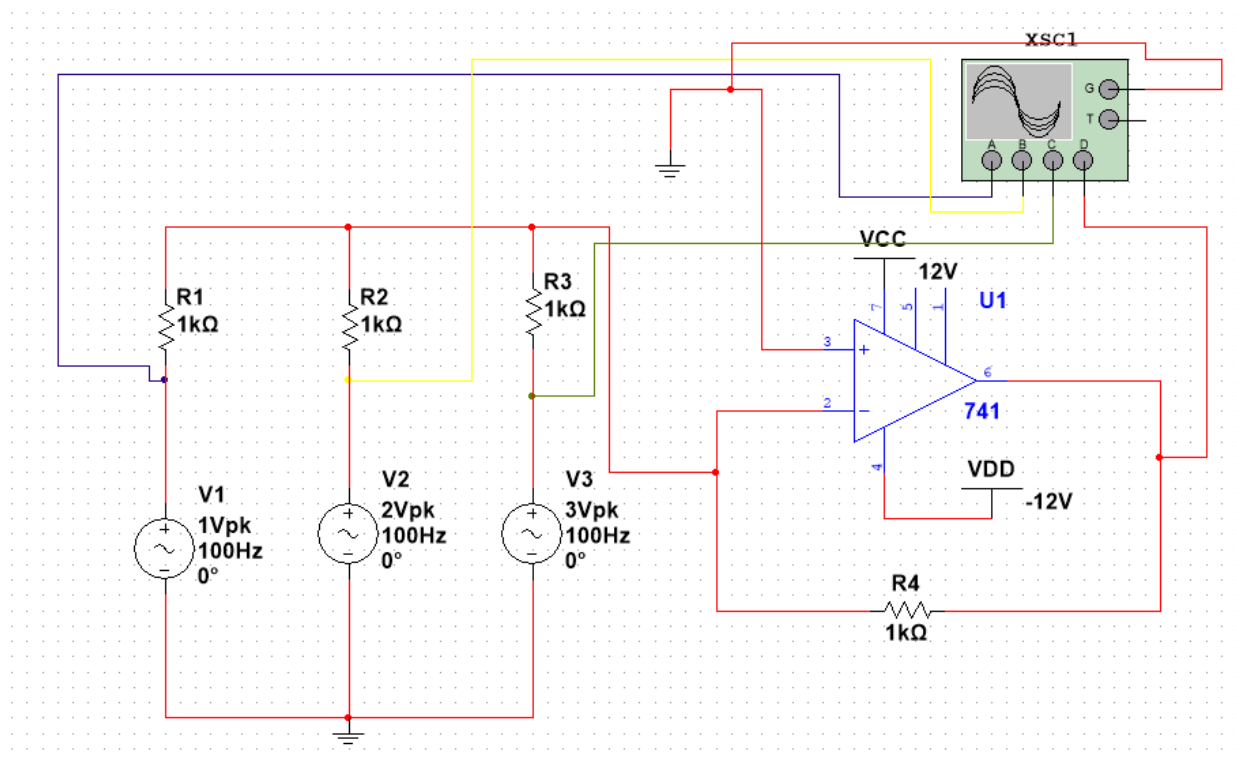 XSC1
G
T
A B C D
VCC
12V
R1
1kΩ
R2
1kΩ
R3
1kΩ
7
5
1
U1
3
+
6
2
−
741
4
VDD
-12V
V1
1Vpk
100Hz
0°
V2
2Vpk
100Hz
0°
V3
3Vpk
100Hz
0°
R4
1kΩ